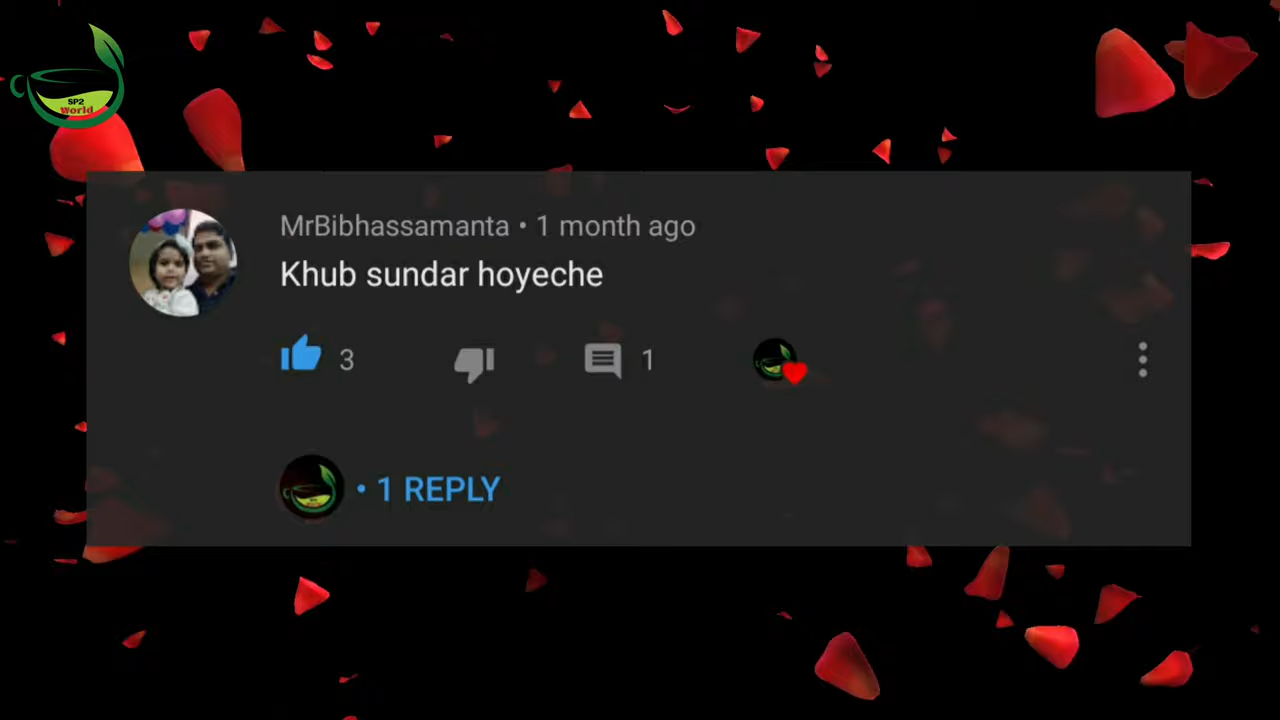 SP2
World
MrBibhassamanta • 1 month ago
Khub sundar hoyeche
3
1
• 1 REPLY